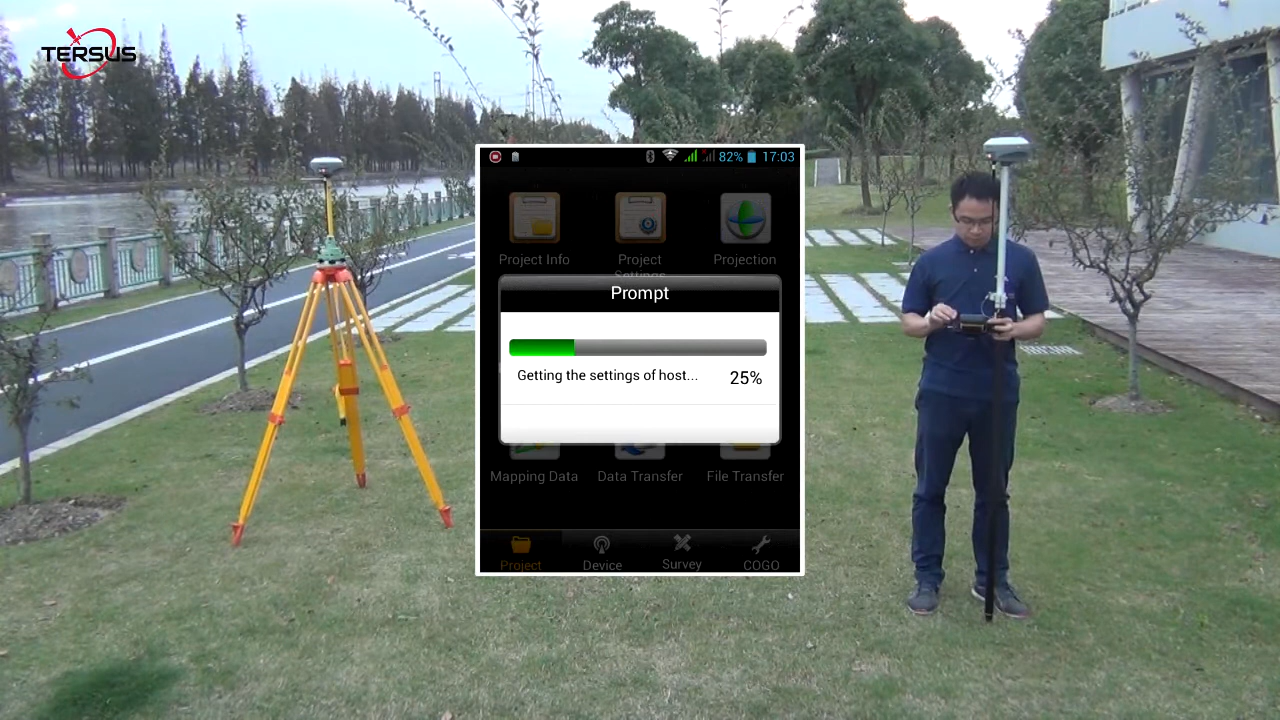 TERSUS
82% 17:03
Project Info
Project
Settings
Projection
Prompt
Getting the settings of host...
25%
Mapping Data
Data Transfer
File Transfer
Project
Device
Survey
COGO